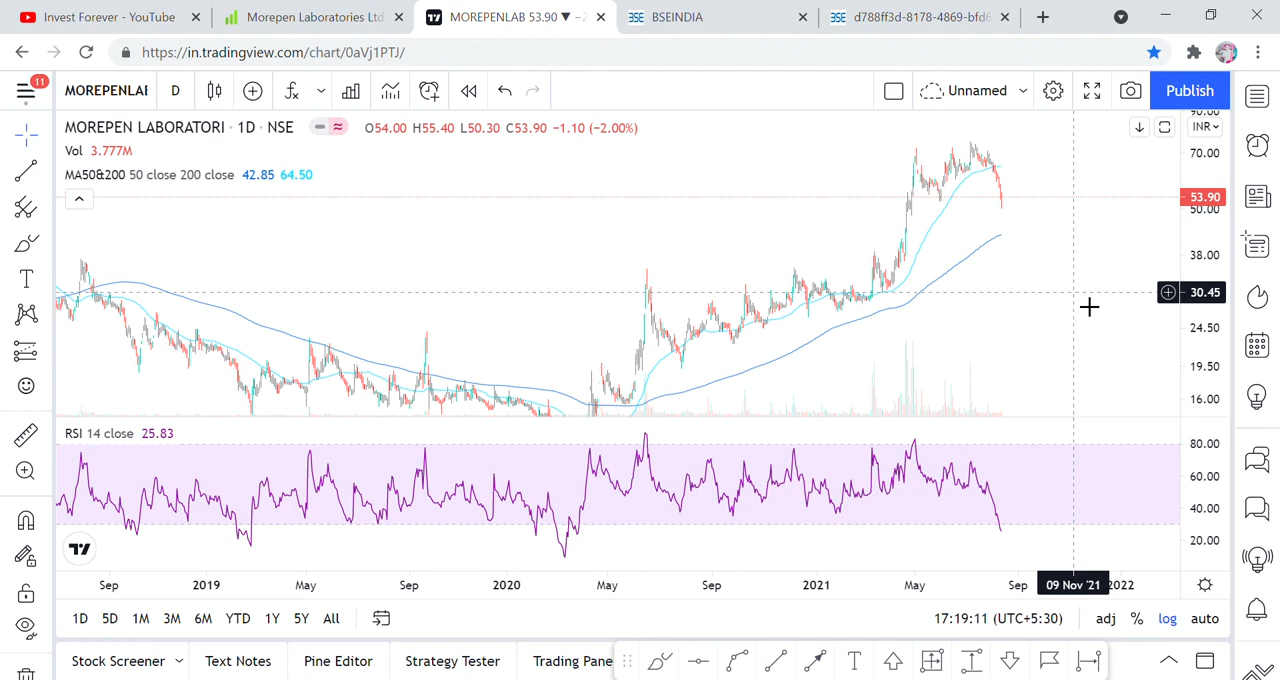 Invest Forever - YouTube
Morepen Laboratories Ltd
MOREPENLAB 53.90 ▼ −2
BSEINDIA
d788ff3d-8178-4869-bfd6
https://in.tradingview.com/chart/0aVj1PTJ/
11
MOREPENLAI
D
Unnamed
Publish
MOREPEN LABORATORI · 1D · NSE
O54.00 H55.40 L50.30 C53.90 −1.10 (−2.00%)
Vol 3.777M
MA50&200 50 close 200 close 42.85 64.50
90.00
INR
70.00
53.90
50.00
38.00
30.45
24.50
19.50
16.00
RSI 14 close 25.83
80.00
60.00
40.00
20.00
Sep 2019 May Sep 2020 May Sep 2021 May Sep 09 Nov '21 2022
1D 5D 1M 3M 6M YTD 1Y 5Y All
17:19:11 (UTC+5:30) adj % log auto
Stock Screener Text Notes Pine Editor Strategy Tester Trading Pane